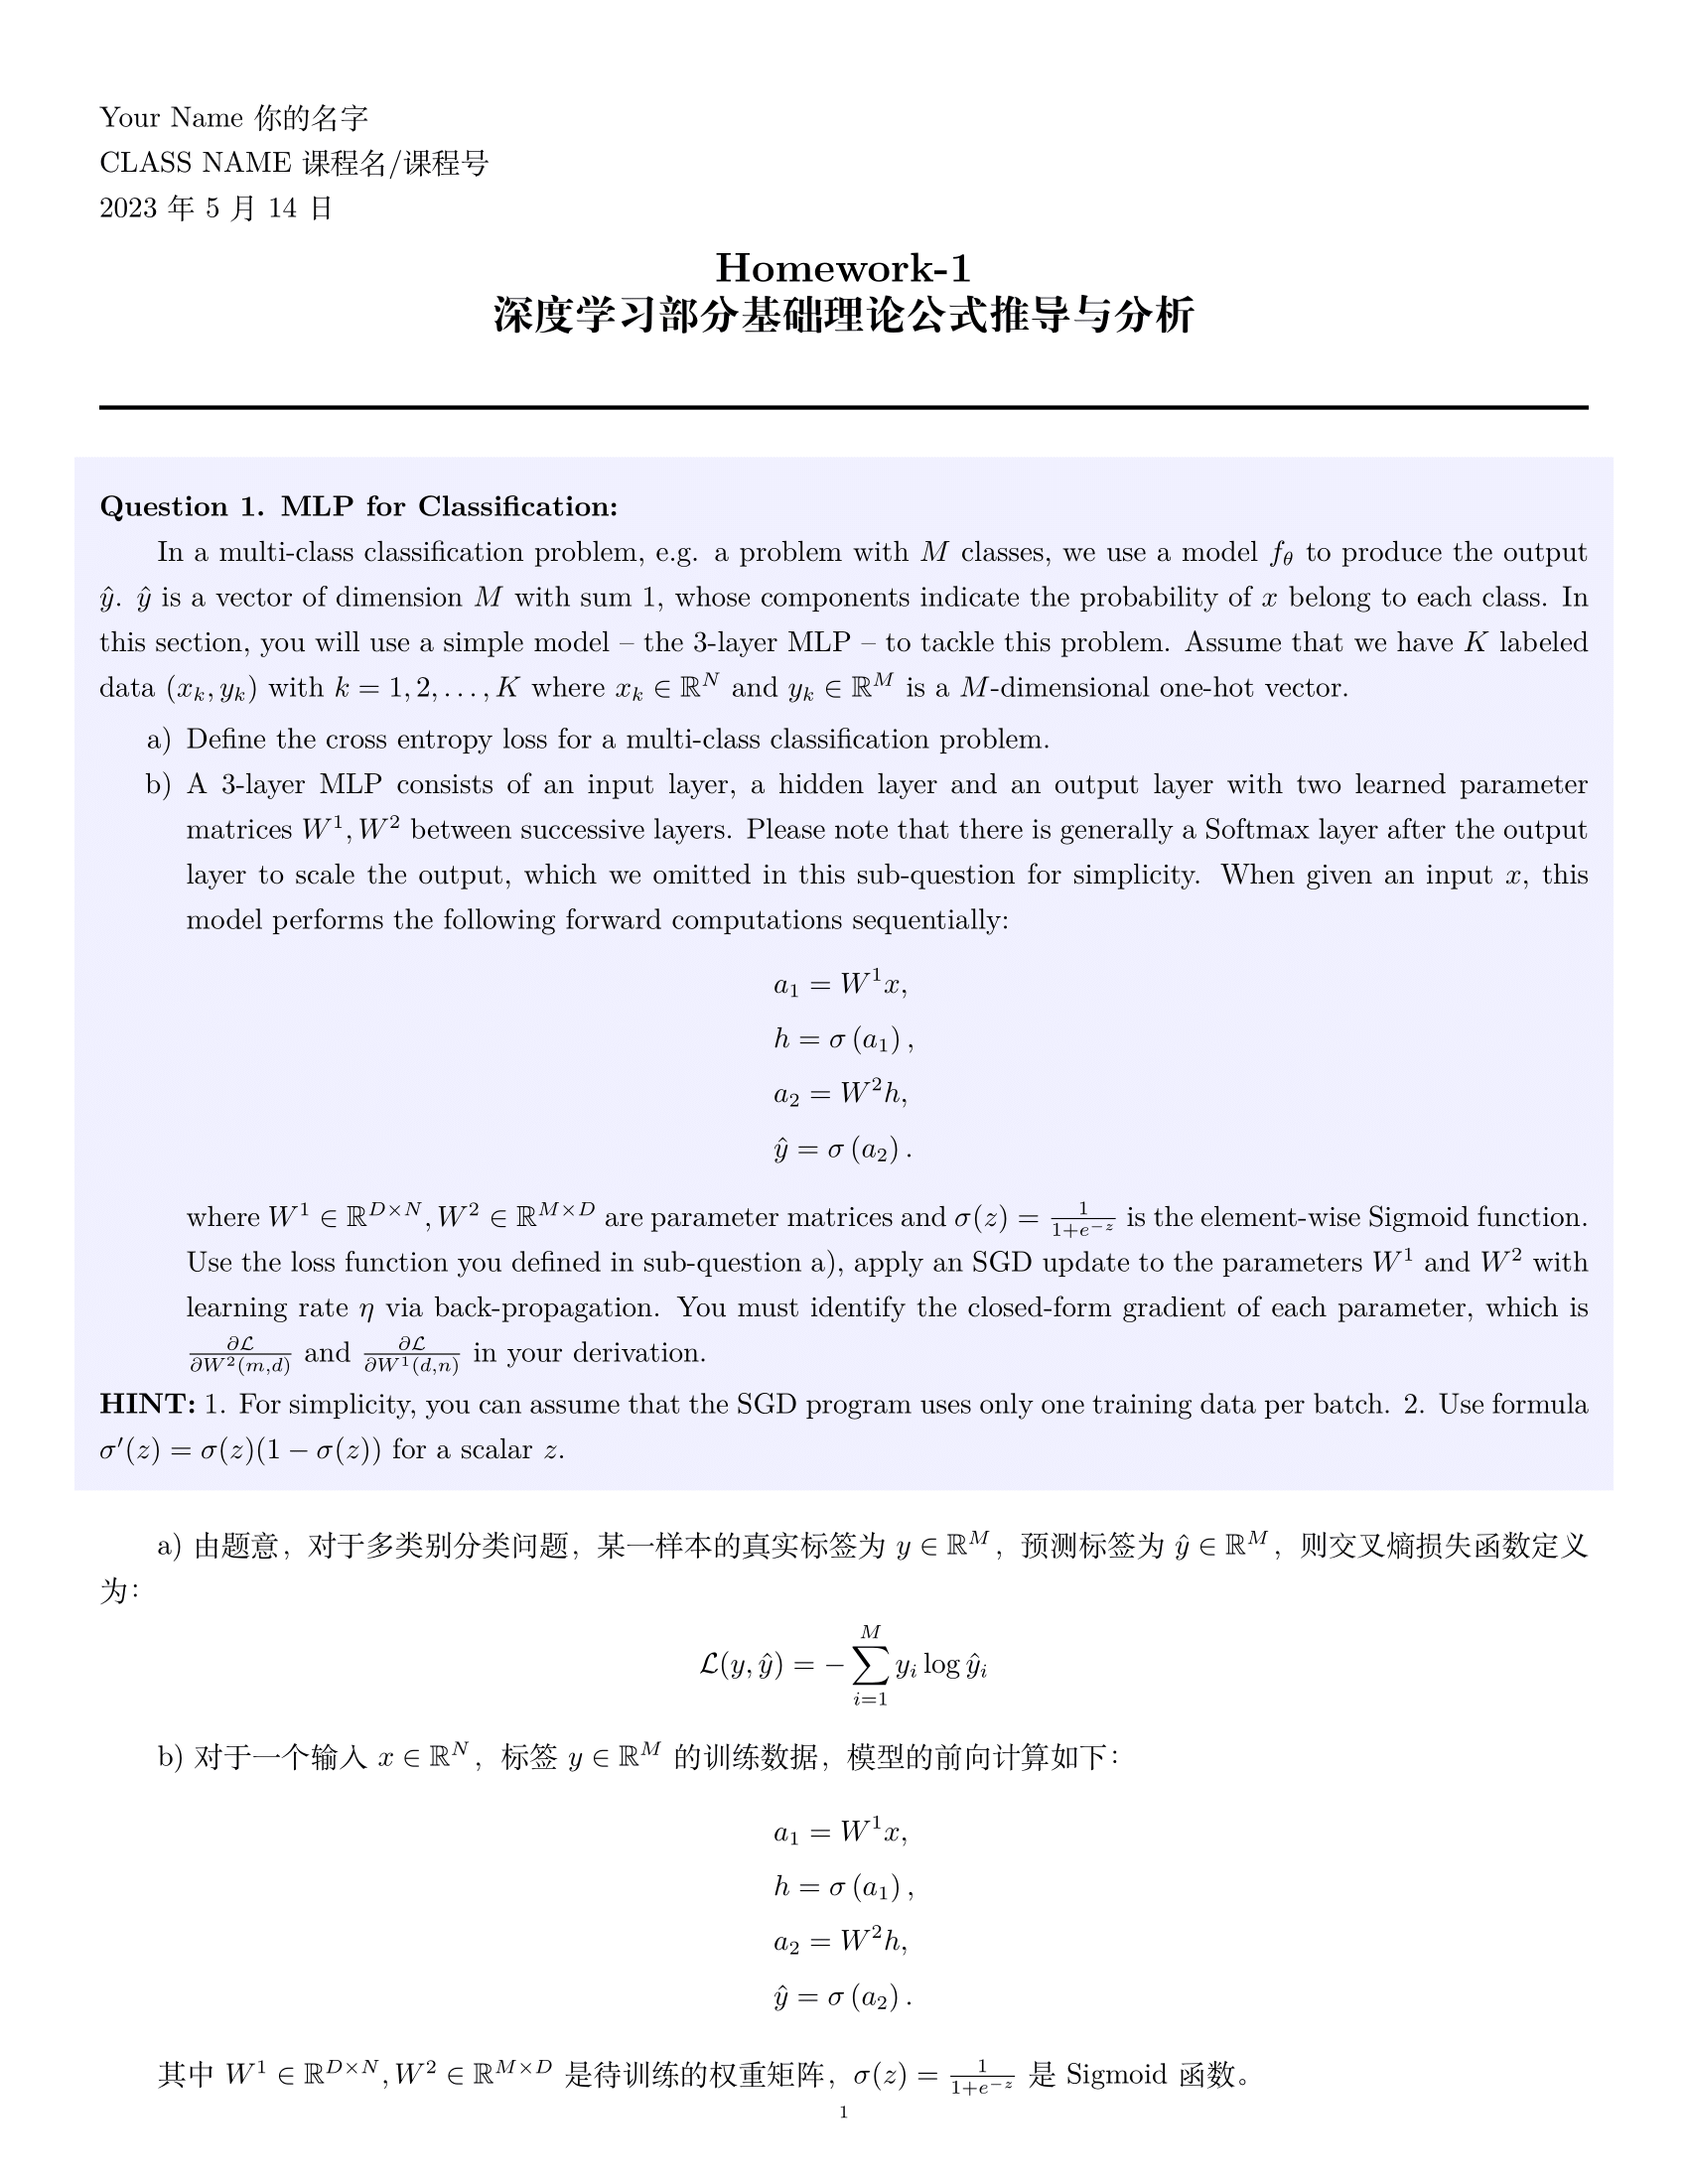 Your Name 你的名字
CLASS NAME 课程名/课程号
2023 年 5 月 14 日
Homework-1
深度学习部分基础理论公式推导与分析
Question 1. MLP for Classification:
In a multi-class classification problem, e.g. a problem with $M$ classes, we use a model $f_\theta$ to produce the output
$\hat{y}$. $\hat{y}$ is a vector of dimension $M$ with sum 1, whose components indicate the probability of $x$ belong to each class. In
this section, you will use a simple model – the 3-layer MLP – to tackle this problem. Assume that we have $K$ labeled
data $(x_k, y_k)$ with $k = 1, 2, \ldots, K$ where $x_k \in \mathbb{R}^N$ and $y_k \in \mathbb{R}^M$ is a $M$-dimensional one-hot vector.
a) Define the cross entropy loss for a multi-class classification problem.
b) A 3-layer MLP consists of an input layer, a hidden layer and an output layer with two learned parameter
matrices $W^1, W^2$ between successive layers. Please note that there is generally a Softmax layer after the output
layer to scale the output, which we omitted in this sub-question for simplicity. When given an input $x$, this
model performs the following forward computations sequentially:
$a_1 = W^1 x,$
$h = \sigma(a_1),$
$a_2 = W^2 h,$
$\hat{y} = \sigma(a_2).$
where $W^1 \in \mathbb{R}^{D \times N}, W^2 \in \mathbb{R}^{M \times D}$ are parameter matrices and $\sigma(z) = \frac{1}{1+e^{-z}}$ is the element-wise Sigmoid function.
Use the loss function you defined in sub-question a), apply an SGD update to the parameters $W^1$ and $W^2$ with
learning rate $\eta$ via back-propagation. You must identify the closed-form gradient of each parameter, which is
$\frac{\partial \mathcal{L}}{\partial W^2(m,d)}$ and $\frac{\partial \mathcal{L}}{\partial W^1(d,n)}$ in your derivation.
HINT: 1. For simplicity, you can assume that the SGD program uses only one training data per batch. 2. Use formula
$\sigma'(z) = \sigma(z)(1 - \sigma(z))$ for a scalar $z$.
a) 由题意，对于多类别分类问题，某一样本的真实标签为 $y \in \mathbb{R}^M$，预测标签为 $\hat{y} \in \mathbb{R}^M$，则交叉熵损失函数定义
为：
$\mathcal{L}(y, \hat{y}) = -\sum_{i=1}^{M} y_i \log \hat{y}_i$
b) 对于一个输入 $x \in \mathbb{R}^N$，标签 $y \in \mathbb{R}^M$ 的训练数据，模型的前向计算如下：
$a_1 = W^1 x,$
$h = \sigma(a_1),$
$a_2 = W^2 h,$
$\hat{y} = \sigma(a_2).$
其中 $W^1 \in \mathbb{R}^{D \times N}, W^2 \in \mathbb{R}^{M \times D}$ 是待训练的权重矩阵，$\sigma(z) = \frac{1}{1+e^{-z}}$ 是 Sigmoid 函数。
1